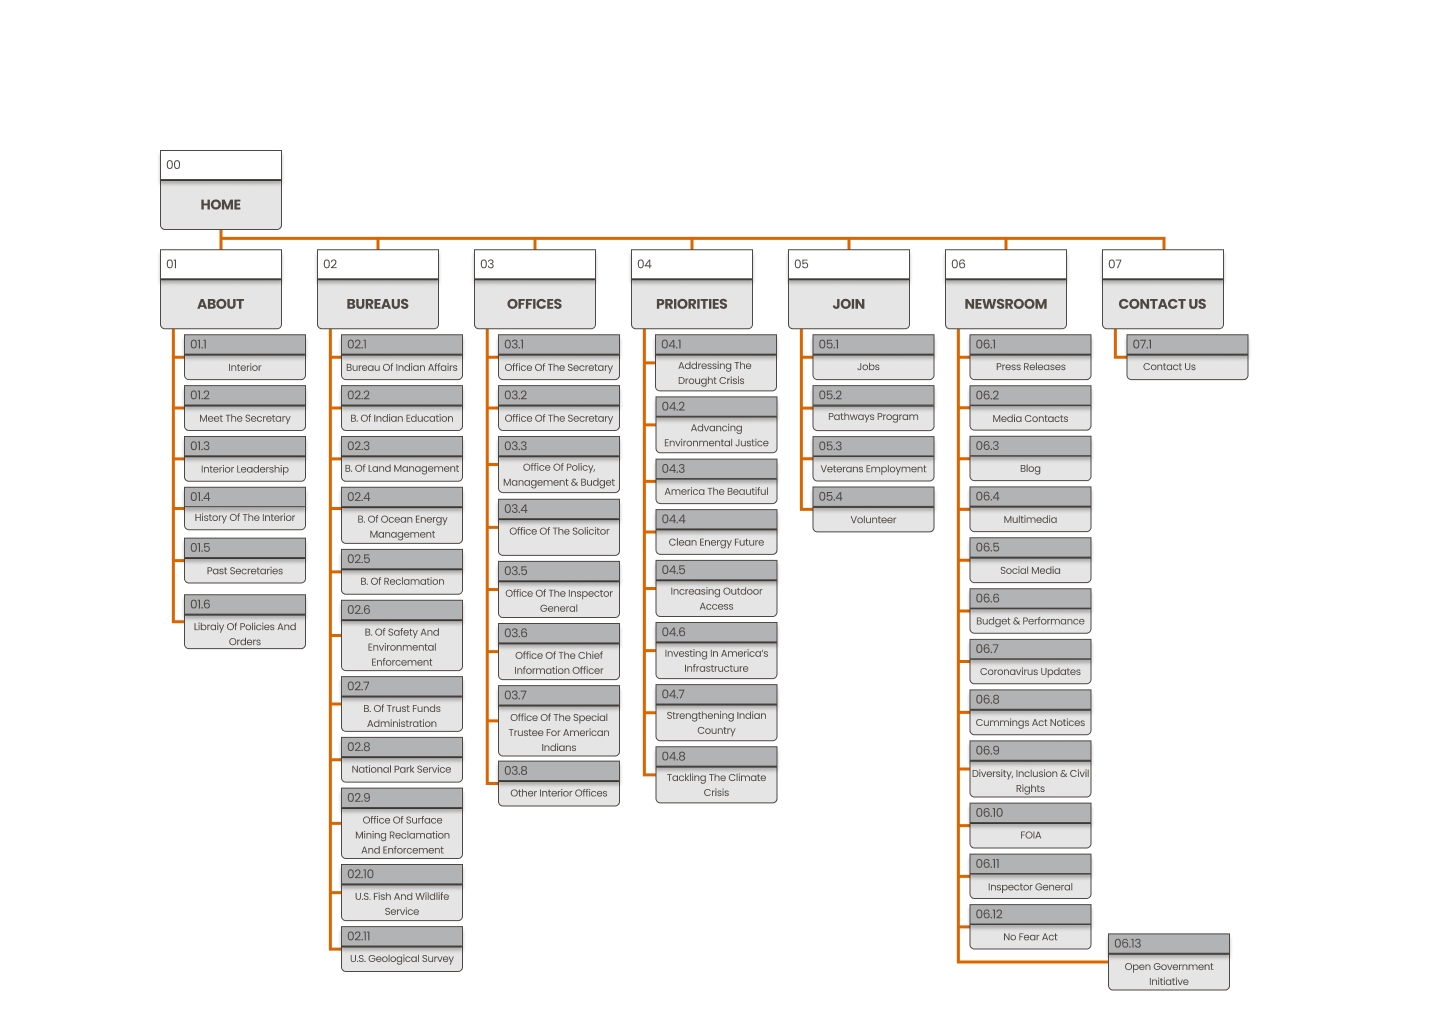 00
HOME
01
ABOUT
01.1
Interior
01.2
Meet The Secretary
01.3
Interior Leadership
01.4
History Of The Interior
01.5
Past Secretaries
01.6
Libraiy Of Policies And
Orders
02
BUREAUS
02.1
Bureau Of Indian Affairs
02.2
B. Of Indian Education
02.3
B. Of Land Management
02.4
B. Of Ocean Energy
Management
02.5
B. Of Reclamation
02.6
B. Of Safety And
Environmental
Enforcement
02.7
B. Of Trust Funds
Administration
02.8
National Park Service
02.9
Office Of Surface
Mining Reclamation
And Enforcement
02.10
U.S. Fish And Wildlife
Service
02.11
U.S. Geological Survey
03
OFFICES
03.1
Office Of The Secretary
03.2
Office Of The Secretary
03.3
Office Of Policy,
Management & Budget
03.4
Office Of The Solicitor
03.5
Office Of The Inspector
General
03.6
Office Of The Chief
Information Officer
03.7
Office Of The Special
Trustee For American
Indians
03.8
Other Interior Offices
04
PRIORITIES
04.1
Addressing The
Drought Crisis
04.2
Advancing
Environmental Justice
04.3
America The Beautiful
04.4
Clean Energy Future
04.5
Increasing Outdoor
Access
04.6
Investing In America's
Infrastructure
04.7
Strengthening Indian
Country
04.8
Tackling The Climate
Crisis
05
JOIN
05.1
Jobs
05.2
Pathways Program
05.3
Veterans Employment
05.4
Volunteer
06
NEWSROOM
06.1
Press Releases
06.2
Media Contacts
06.3
Blog
06.4
Multimedia
06.5
Social Media
06.6
Budget & Performance
06.7
Coronavirus Updates
06.8
Cummings Act Notices
06.9
Diversity, Inclusion & Civil
Rights
06.10
FOIA
06.11
Inspector General
06.12
No Fear Act
06.13
Open Government
Initiative
07
CONTACT US
07.1
Contact Us